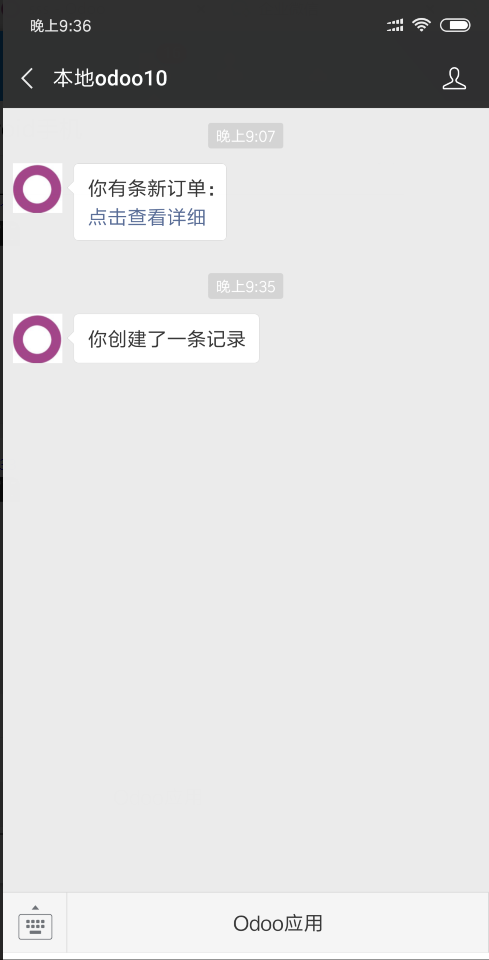 晚上9:36
本地odoo10
晚上9:07
你有条新订单：
点击查看详细
晚上9:35
你创建了一条记录
Odoo应用